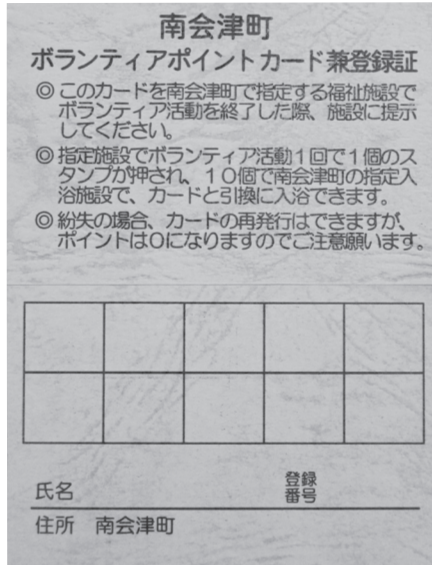 南会津町
ボランティアポイントカード兼登録証
◎このカードを南会津町で指定する福祉施設で
ボランティア活動を終了した際、施設に提示
してください。
◎指定施設でボランティア活動1回で1個のス
タンプが押され、10個で南会津町の指定入
浴施設で、カードと引換に入浴できます。
◎紛失の場合、カードの再発行はできますが、
ポイントは0になりますのでご注意願います。
氏名 登録
番号
住所 南会津町